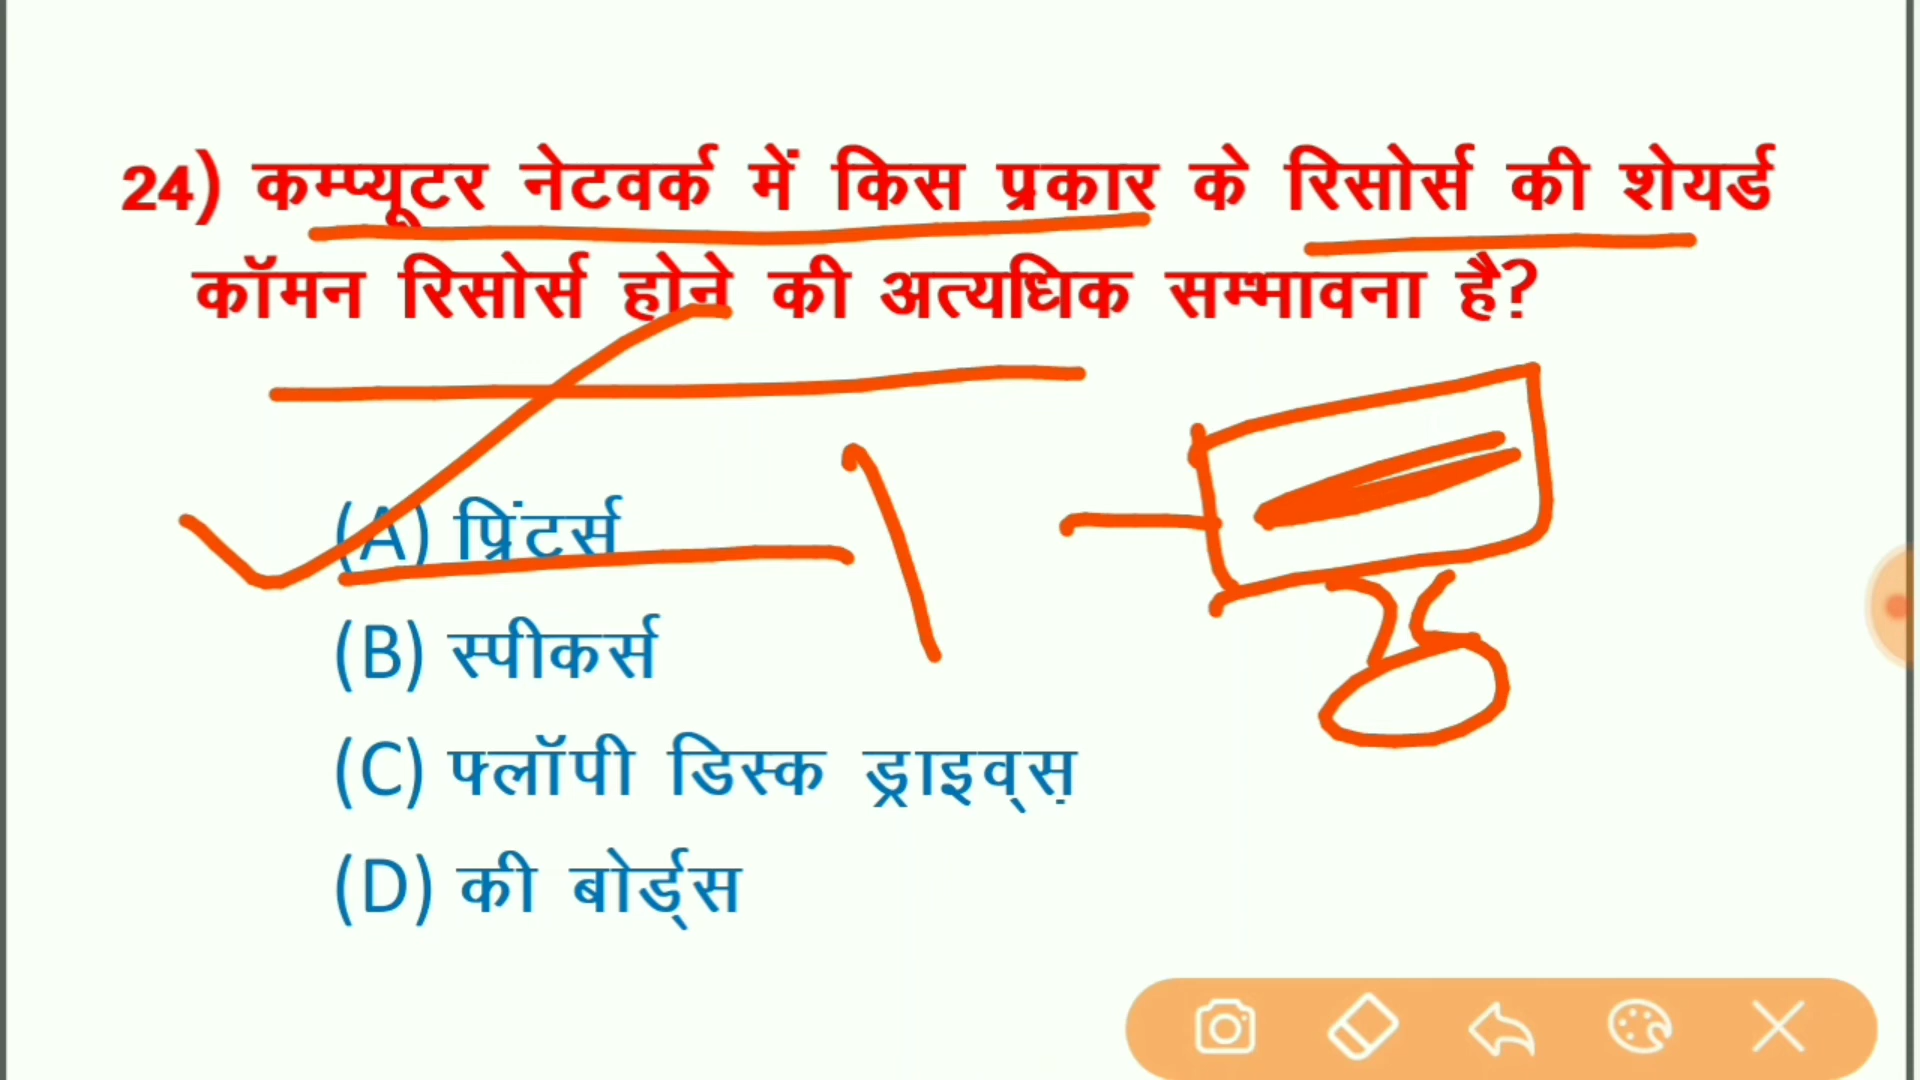 24) कम्प्यूटर नेटवर्क में किस प्रकार के रिसोर्स की शेयर्ड
कॉमन रिसोर्स होने की अत्यधिक सम्भावना है?
(A) प्रिंटर्स
(B) स्पीकर्स
(C) फ्लॉपी डिस्क ड्राइव्स़
(D) की बोर्ड्स